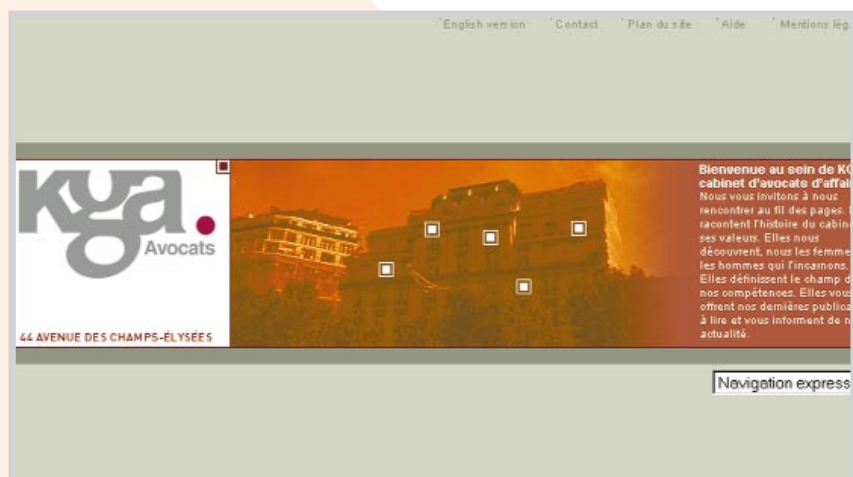 English version Contact Plan du site Aide Mentions lég.
kga.
Avocats
44 AVENUE DES CHAMPS-ÉLYSÉES
Bienvenue au sein de KG
cabinet d'avocats d'affai
Nous vous invitons à nous
rencontrer au fil des pages.
racontent l'histoire du cabin
ses valeurs. Elles nous
découvrent, nous les femme
les hommes qui l'incarnons.
Elles définissent le champ d
nos compétences. Elles vous
offrent nos dernières publica
à lire et vous informent de n
actualité.
Navigation express